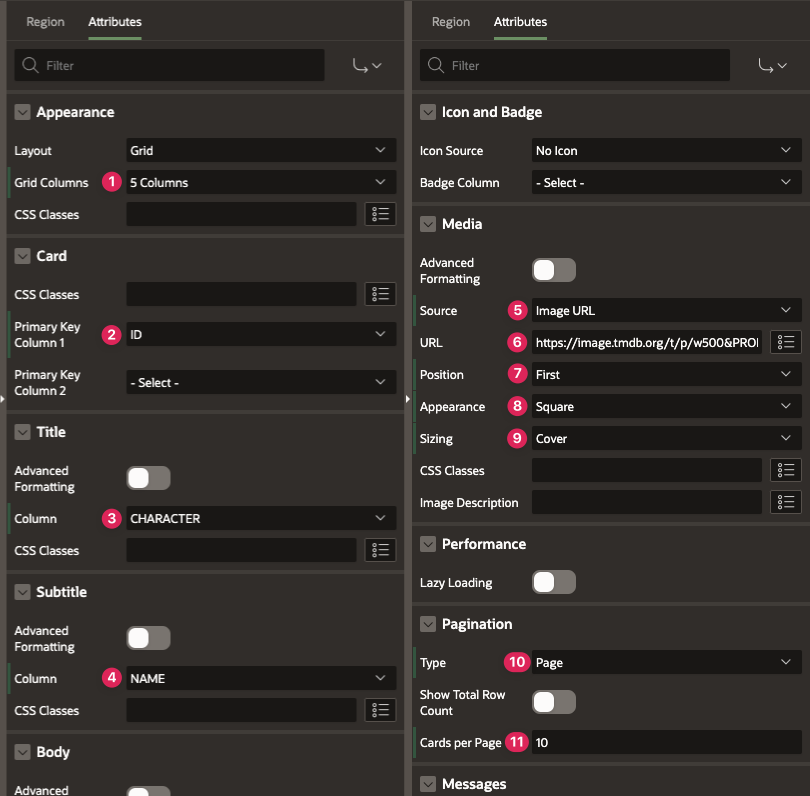 Region Attributes
Filter
Appearance
Layout Grid
Grid Columns 1 5 Columns
CSS Classes
Card
CSS Classes
Primary Key
Column 1 2 ID
Primary Key
Column 2 - Select -
Title
Advanced
Formatting
Column 3 CHARACTER
CSS Classes
Subtitle
Advanced
Formatting
Column 4 NAME
CSS Classes
Body
Advanced
Region Attributes
Filter
Icon and Badge
Icon Source No Icon
Badge Column - Select -
Media
Advanced
Formatting
Source 5 Image URL
URL 6 https://image.tmdb.org/t/p/w500&PROI
Position 7 First
Appearance 8 Square
Sizing 9 Cover
CSS Classes
Image Description
Performance
Lazy Loading
Pagination
Type 10 Page
Show Total Row
Count
Cards per Page 11 10
Messages